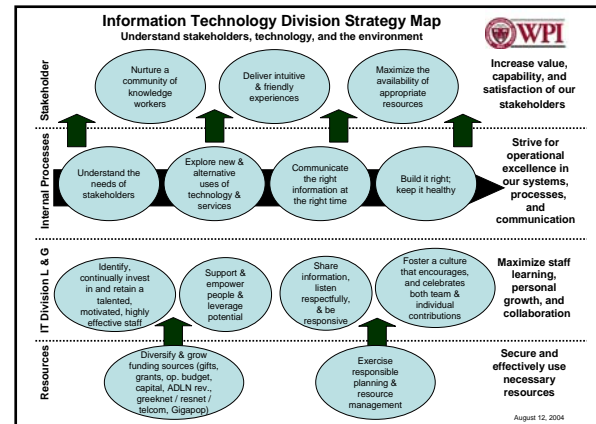 Information Technology Division Strategy Map
Understand stakeholders, technology, and the environment
WPI
Stakeholder
Nurture a
community of
knowledge
workers
Deliver intuitive
& friendly
experiences
Maximize the
availability of
appropriate
resources
Increase value,
capability, and
satisfaction of our
stakeholders
Internal Processes
Understand the
needs of
stakeholders
Explore new &
alternative
uses of
technology &
services
Communicate
the right
information at
the right time
Build it right;
keep it healthy
Strive for
operational
excellence in
our systems,
processes,
and
communication
IT Division L & G
Identify,
continually invest
in and retain a
talented,
motivated, highly
effective staff
Support &
empower
people &
leverage
potential
Share
information,
listen
respectfully, &
be responsive
Foster a culture
that encourages,
and celebrates
both team &
individual
contributions
Maximize staff
learning,
personal
growth, and
collaboration
Resources
Diversify & grow
funding sources (gifts,
grants, op. budget,
capital, ADLN rev.,
greeknet / resnet /
telcom, Gigapop)
Exercise
responsible
planning &
resource
management
Secure and
effectively use
necessary
resources
August 12, 2004